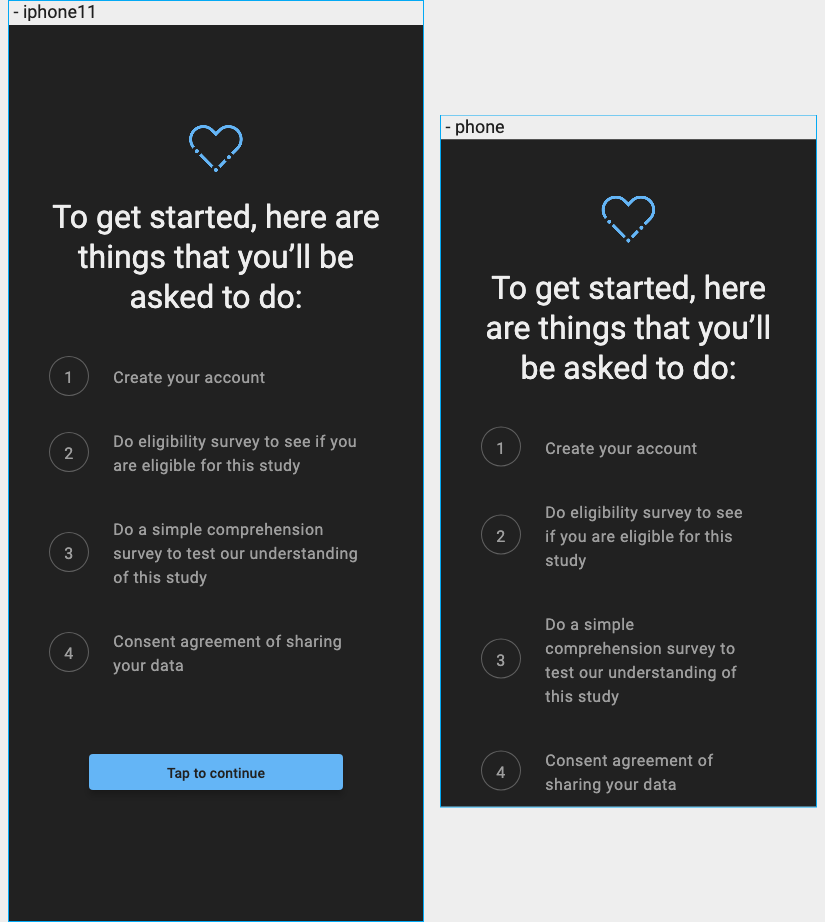 - iphone11
To get started, here are
things that you’ll be
asked to do:
1
Create your account
2
Do eligibility survey to see if you
are eligible for this study
3
Do a simple comprehension
survey to test our understanding
of this study
4
Consent agreement of sharing
your data
Tap to continue
- phone
To get started, here
are things that you’ll
be asked to do:
1
Create your account
2
Do eligibility survey to see
if you are eligible for this
study
3
Do a simple
comprehension survey to
test our understanding of
this study
4
Consent agreement of
sharing your data